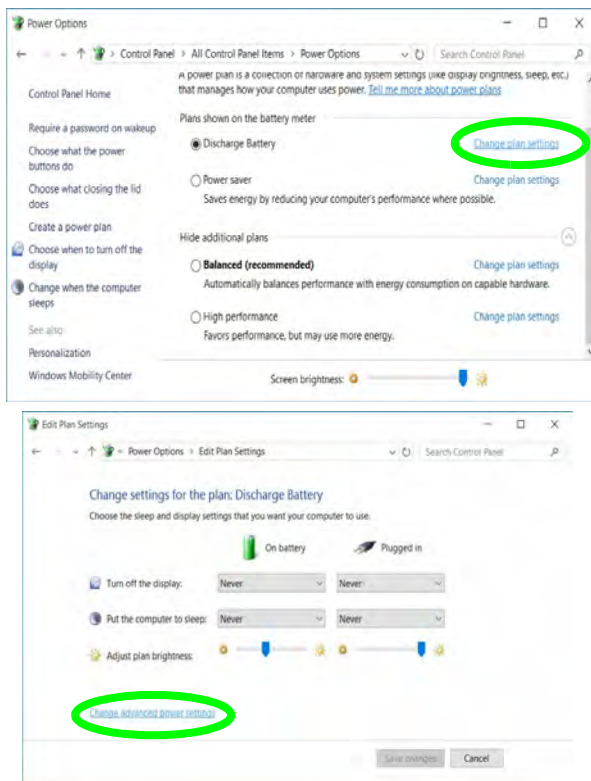 Power Options
Control Panel > All Control Panel Items > Power Options
Search Control Panel
A power plan is a collection of hardware and system settings (like display brightness, sleep, etc.)
that manages how your computer uses power. Tell me more about power plans
Control Panel Home
Require a password on wakeup
Choose what the power
buttons do
Choose what closing the lid
does
Create a power plan
Choose when to turn off the
display
Change when the computer
sleeps
See also
Personalization
Windows Mobility Center
Plans shown on the battery meter
Discharge Battery Change plan settings
Power saver Change plan settings
Saves energy by reducing your computer's performance where possible.
Hide additional plans
Balanced (recommended) Change plan settings
Automatically balances performance with energy consumption on capable hardware.
High performance Change plan settings
Favors performance, but may use more energy.
Screen brightness:
Edit Plan Settings
Power Options > Edit Plan Settings
Search Control Panel
Change settings for the plan: Discharge Battery
Choose the sleep and display settings that you want your computer to use.
On battery Plugged in
Turn off the display: Never Never
Put the computer to sleep: Never Never
Adjust plan brightness:
Change advanced power settings
Save changes Cancel